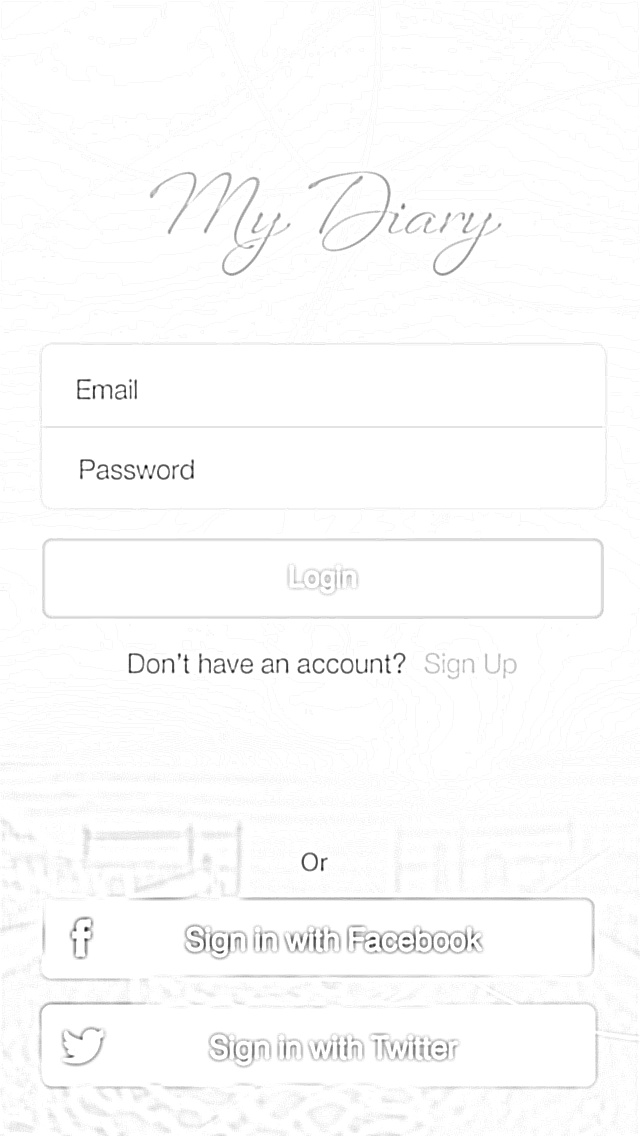 My Diary
Email
Password
Login
Don't have an account? Sign Up
Or
Sign in with Facebook
Sign in with Twitter